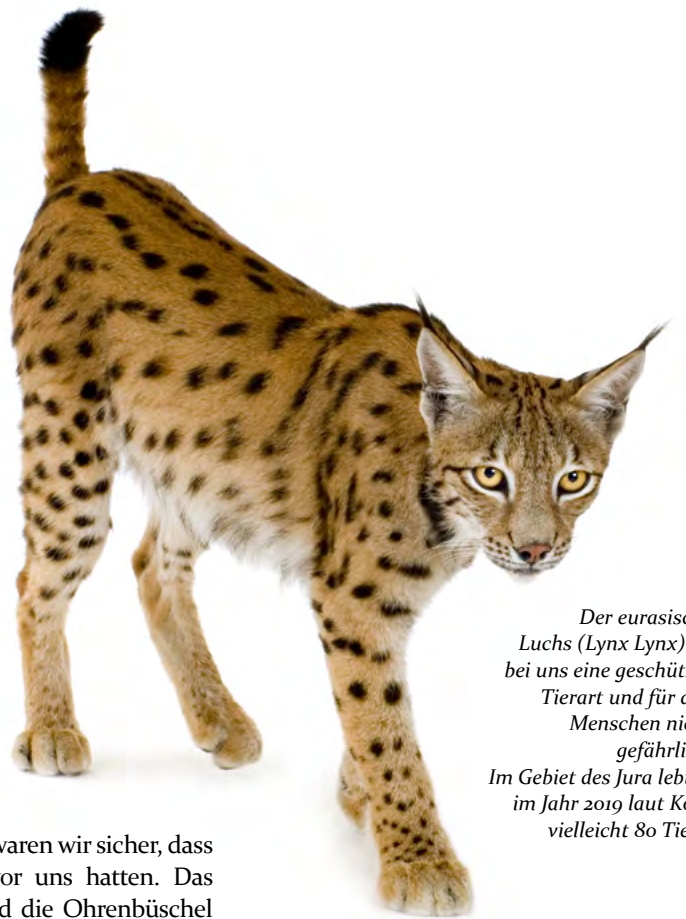 Der eurasisc
Luchs (Lynx Lynx)
bei uns eine geschüt
Tierart und für d
Menschen nic
gefährli
Im Gebiet des Jura leb
im Jahr 2019 laut Ko
vielleicht 80 Tie
waren wir sicher, dass
vor uns hatten. Das
d die Ohrenbüschel